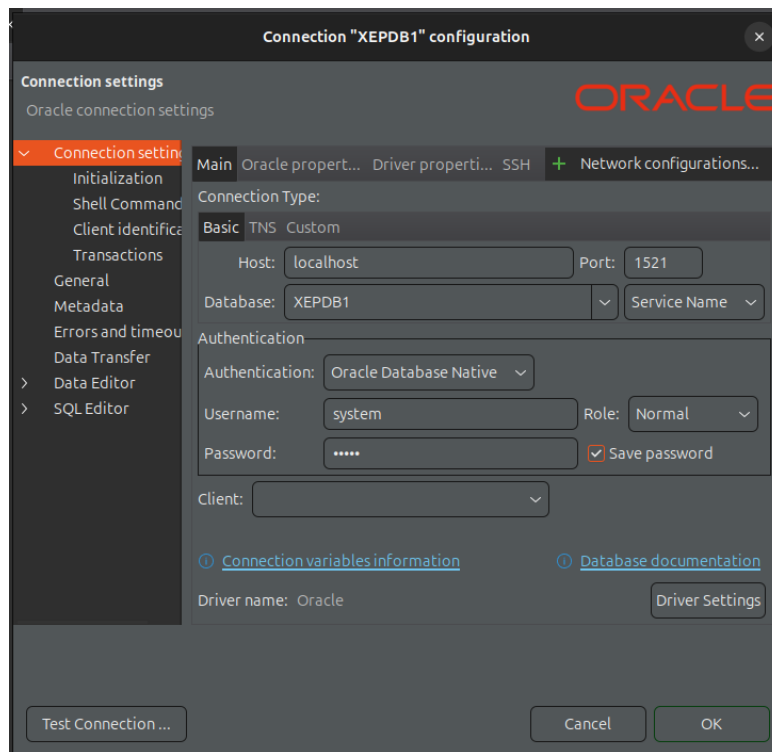 Connection "XEPDB1" configuration
Connection settings
Oracle connection settings
ORACLE
Connection setting
Initialization
Shell Command
Client identifica
Transactions
General
Metadata
Errors and timeou
Data Transfer
Data Editor
SQL Editor
Main Oracle propert... Driver properti... SSH + Network configurations...
Connection Type:
Basic TNS Custom
Host: localhost Port: 1521
Database: XEPDB1 Service Name
Authentication
Authentication: Oracle Database Native
Username: system Role: Normal
Password: ••••• Save password
Client:
Connection variables information Database documentation
Driver name: Oracle Driver Settings
Test Connection ... Cancel OK